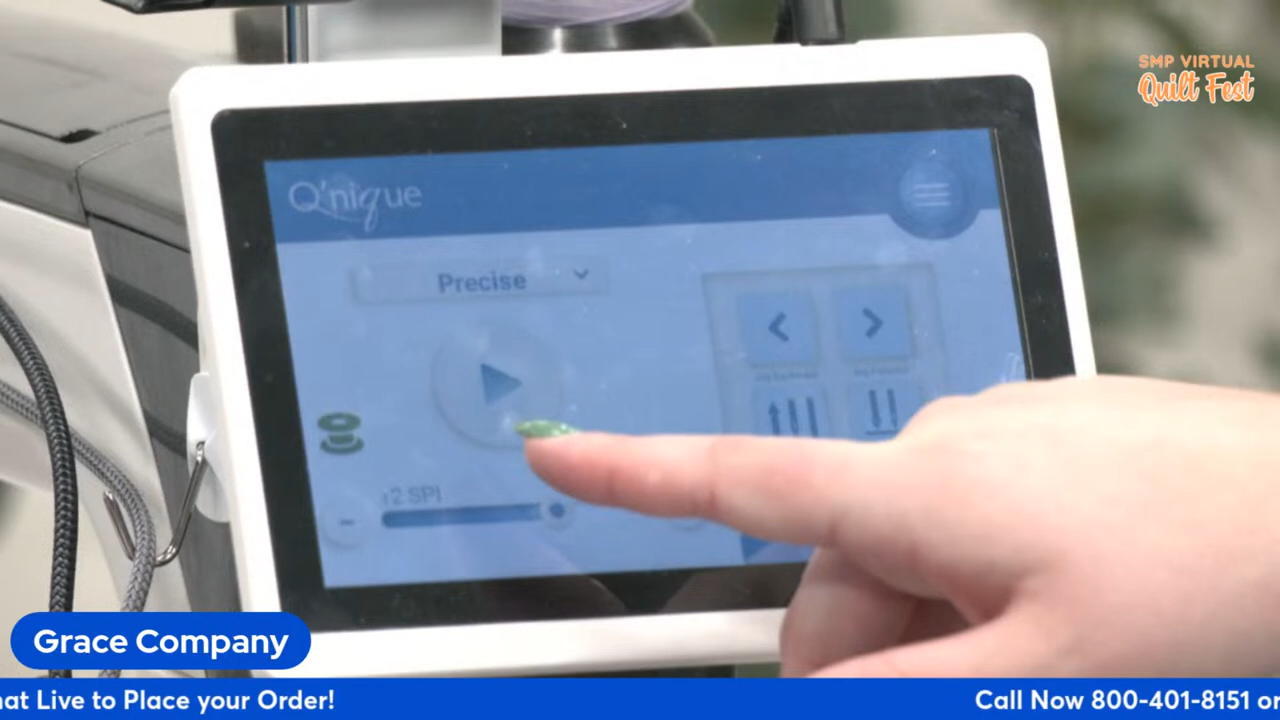 SMP VIRTUAL
Quilt Fest
Q'nique
Precise
12 SPI
Grace Company
hat Live to Place your Order!
Call Now 800-401-8151 or